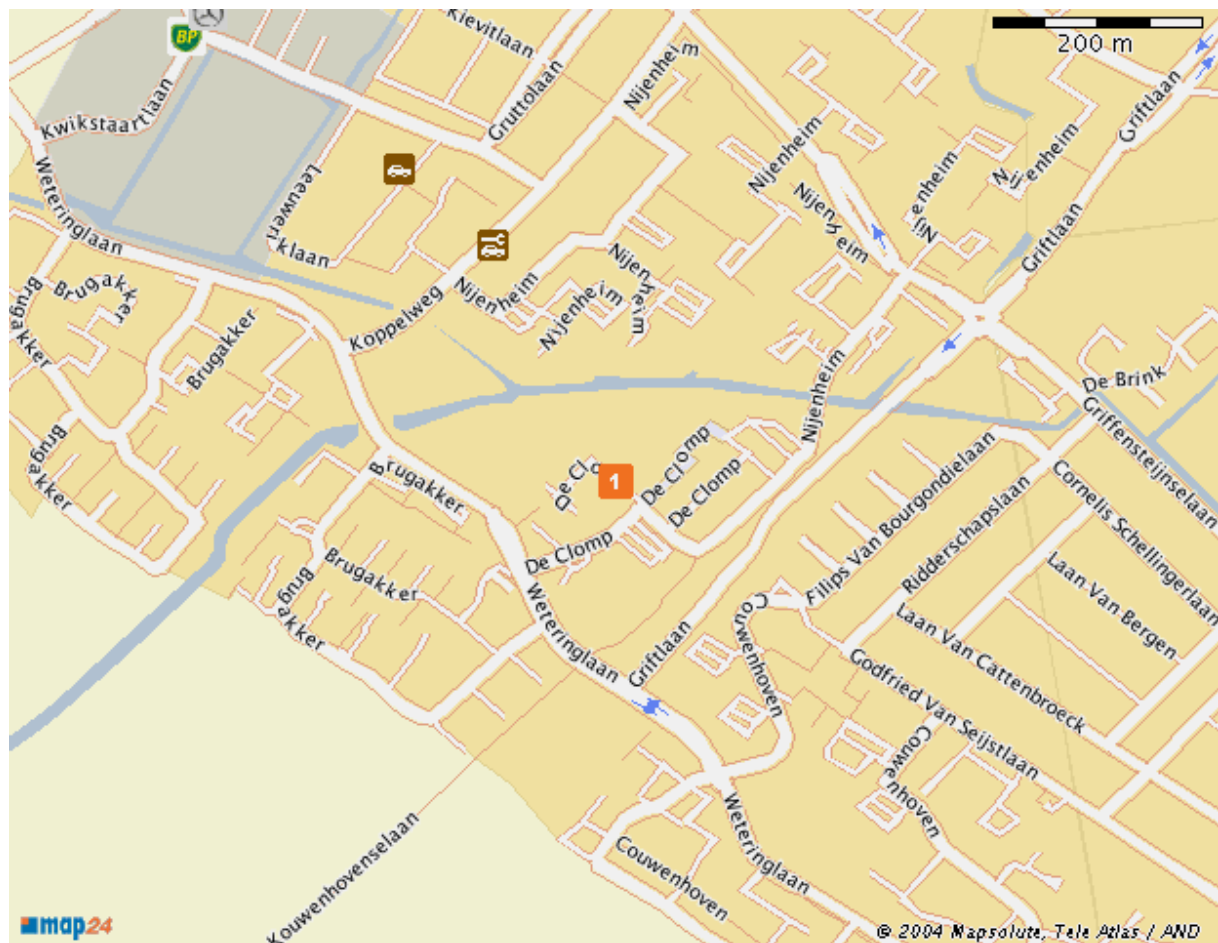 BP
200 m
Kievitlaan
Gruttolaan
Nijenheim
Griftlaan
Kwikstaartlaan
Weteringlaan
Leeuweriklaan
Nijenheim
Nijenheim
Nijenheim
Nijenheim
Griftlaan
Brugakker
Brugakker
Brugakker
Koppelweg
Nijenheim
Nijenheim
Nijenheim
Nijenheim
De Brink
Griffensteijnselaan
Brugakker
Brugakker
De Clo
1
De Clomp
De Clomp
Filips Van Bourgondielaan
Cornelis Schellingerlaan
Ridderschapslaan
De Clomp
Brugakker
Brugakker
Laan Van Bergen
Weteringlaan
Griftlaan
Couwenhoven
Laan Van Cattenbroeck
Godfried Van Seijstlaan
Couwenhoven
Weteringlaan
Couwenhoven
Kouwenhovenselaan
map24
© 2004 Mapsolute, Tele Atlas / AND